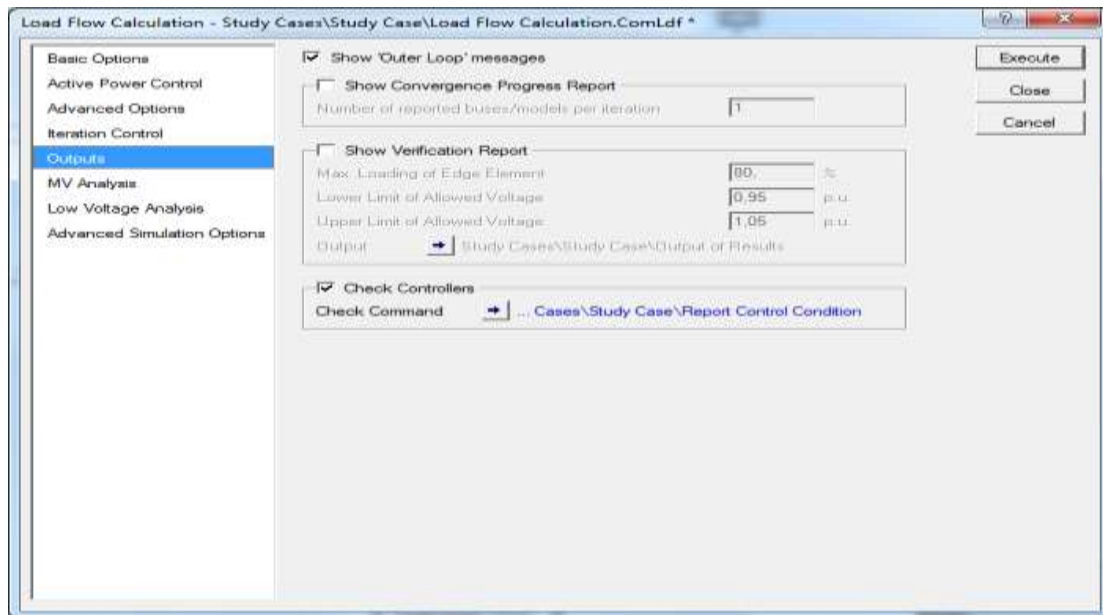 Load Flow Calculation - Study Cases\Study Case\Load Flow Calculation.ComLdf *
Basic Options
Active Power Control
Advanced Options
Iteration Control
Outputs
MV Analysis
Low Voltage Analysis
Advanced Simulation Options
Show 'Outer Loop' messages
Show Convergence Progress Report
Number of reported buses/models per iteration 1
Show Verification Report
Max. Loading of Edge Element 80. %
Lower Limit of Allowed Voltage 0,95 p.u.
Upper Limit of Allowed Voltage 1,05 p.u.
Output Study Cases\Study Case\Output of Results
Check Controllers
Check Command ... Cases\Study Case\Report Control Condition
Execute
Close
Cancel